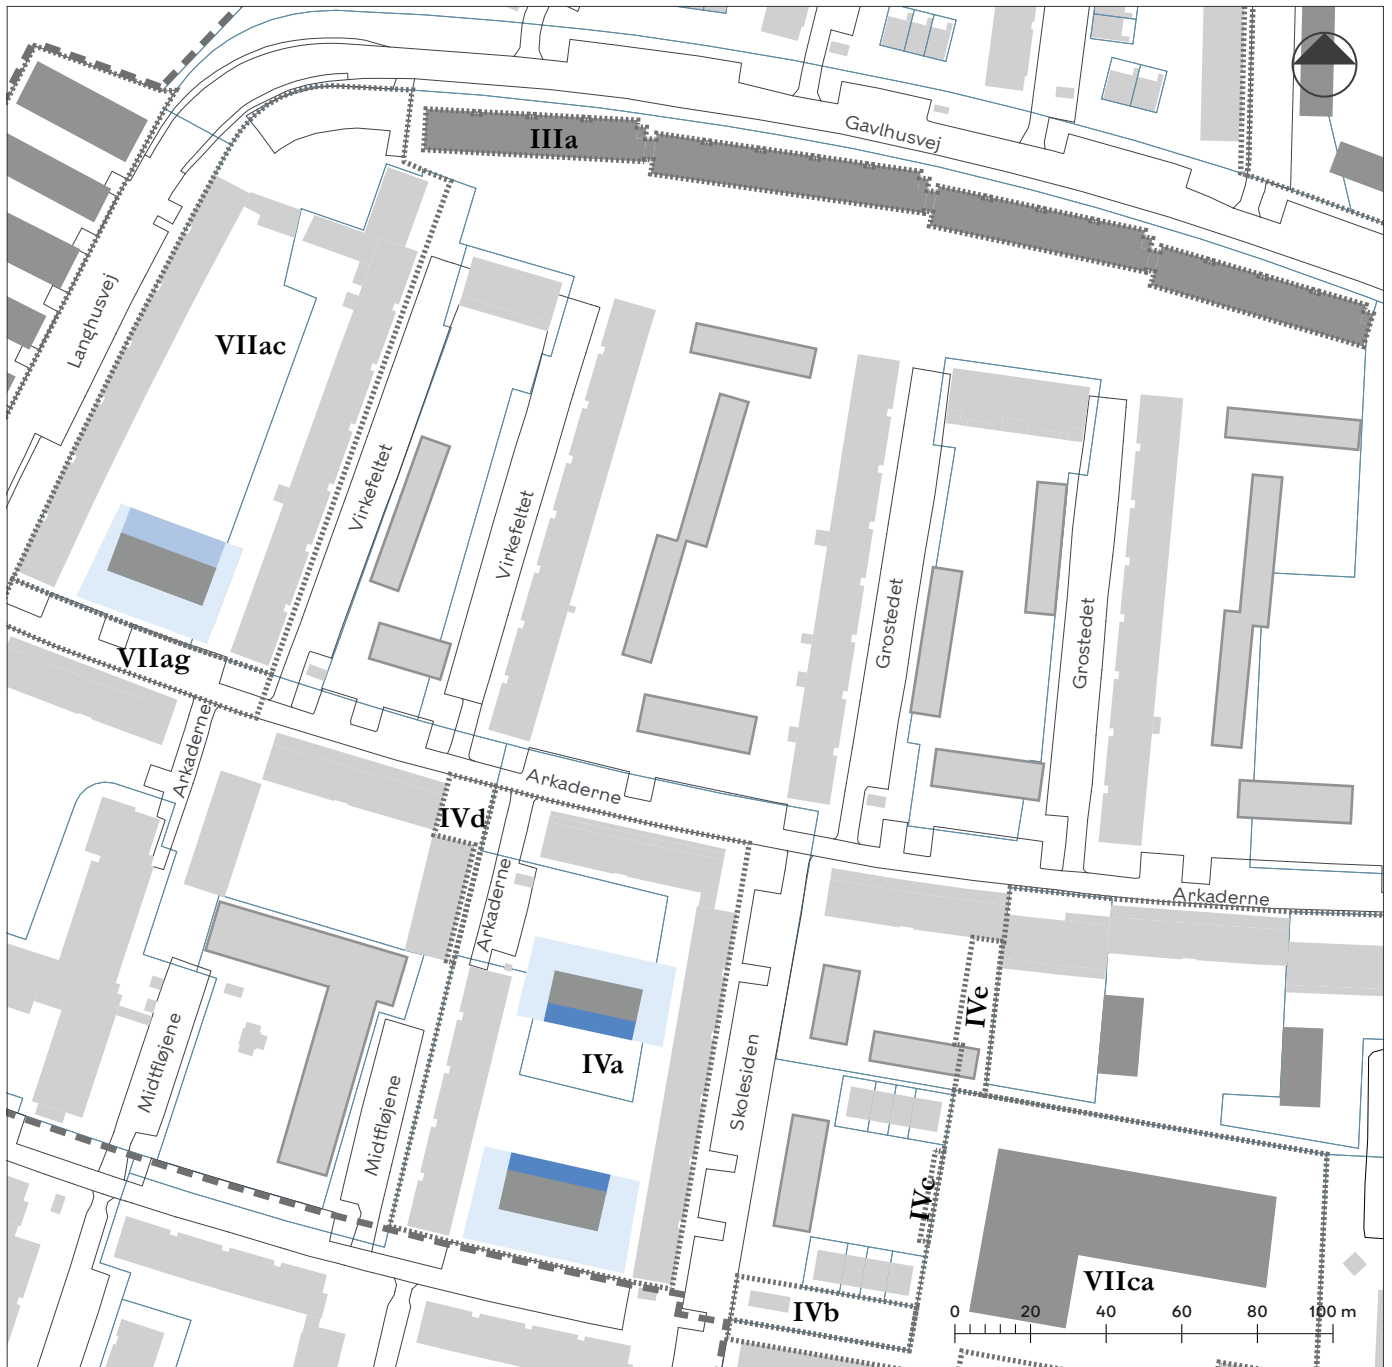 IIIa
Gavlhusvej
Langhusvej
VIIac
Virkefeltet
Virkefeltet
Grostedet
Grostedet
VIIag
Arkaderne
Arkaderne
IVd
Arkaderne
Arkaderne
IVe
Midtfløjene
Midtfløjene
IVa
Skolesiden
IVc
VIIca
IVb
0 20 40 60 80 100 m